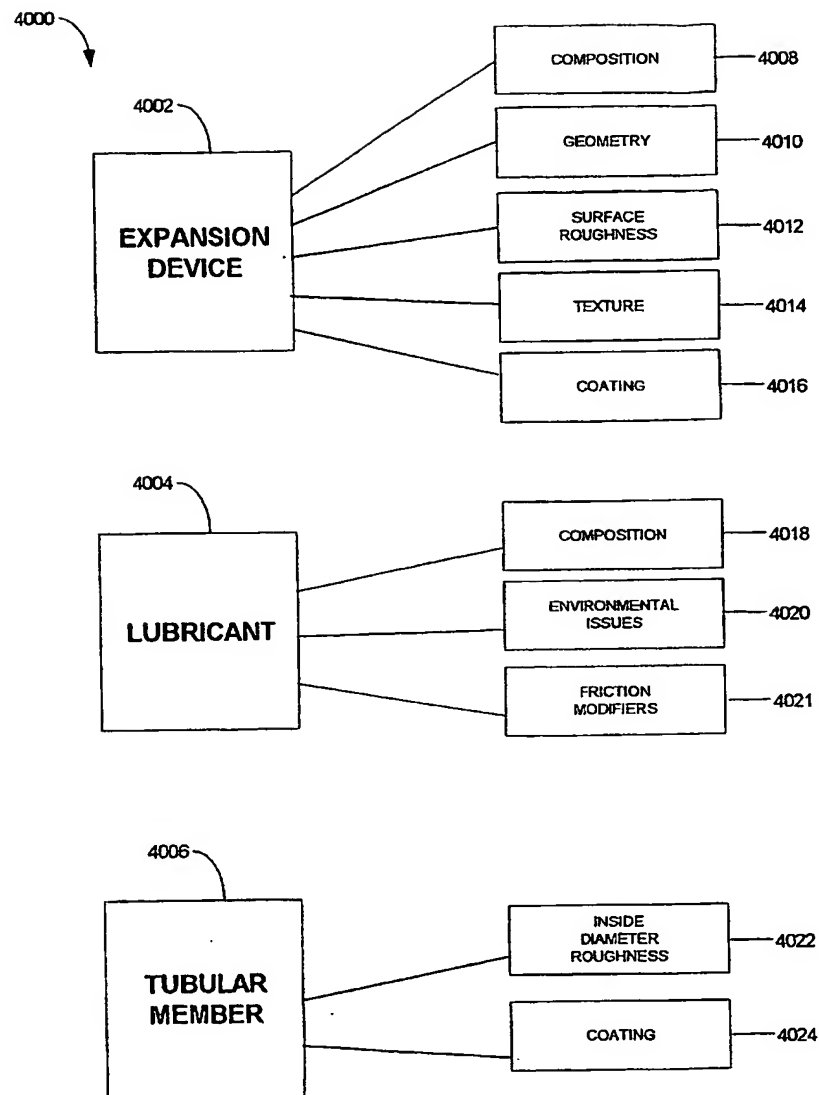 4000
4002
EXPANSION
DEVICE
COMPOSITION
4008
GEOMETRY
4010
SURFACE
ROUGHNESS
4012
TEXTURE
4014
COATING
4016
4004
LUBRICANT
COMPOSITION
4018
ENVIRONMENTAL
ISSUES
4020
FRICTION
MODIFIERS
4021
4006
TUBULAR
MEMBER
INSIDE
DIAMETER
ROUGHNESS
4022
COATING
4024